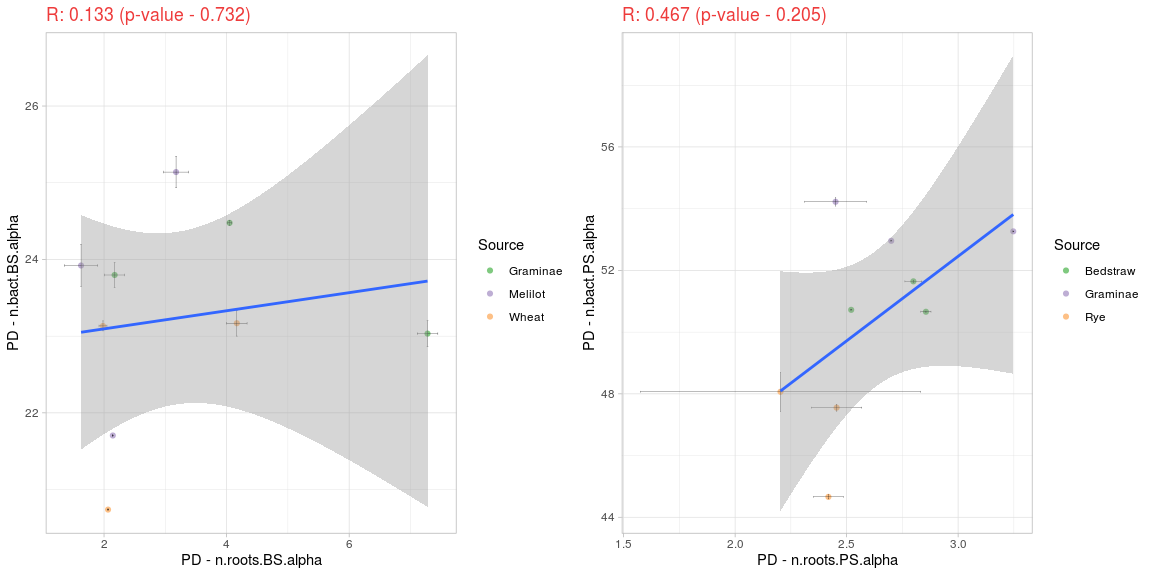 R: 0.133 (p-value - 0.732)
PD - n.bact.BS.alpha
26
24
22
2
4
6
PD - n.roots.BS.alpha
Source
Graminae
Melilot
Wheat
R: 0.467 (p-value - 0.205)
PD - n.bact.PS.alpha
56
52
48
44
1.5
2.0
2.5
3.0
PD - n.roots.PS.alpha
Source
Bedstraw
Graminae
Rye